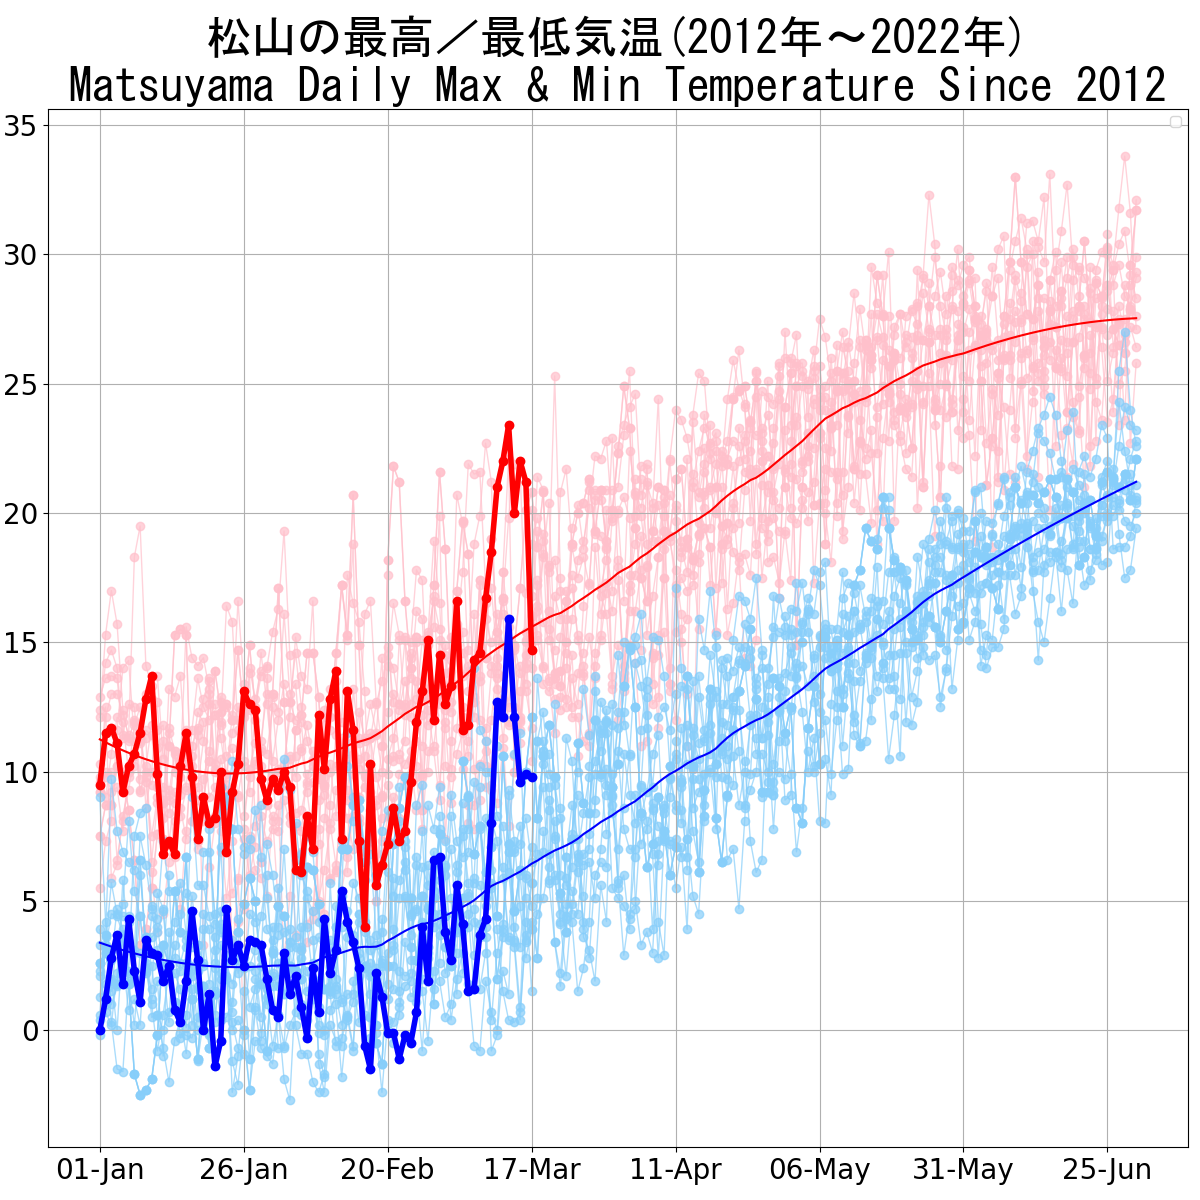 松山の最高／最低気温(2012年～2022年)
Matsuyama Daily Max & Min Temperature Since 2012
35
30
25
20
15
10
5
0
01-Jan 26-Jan 20-Feb 17-Mar 11-Apr 06-May 31-May 25-Jun